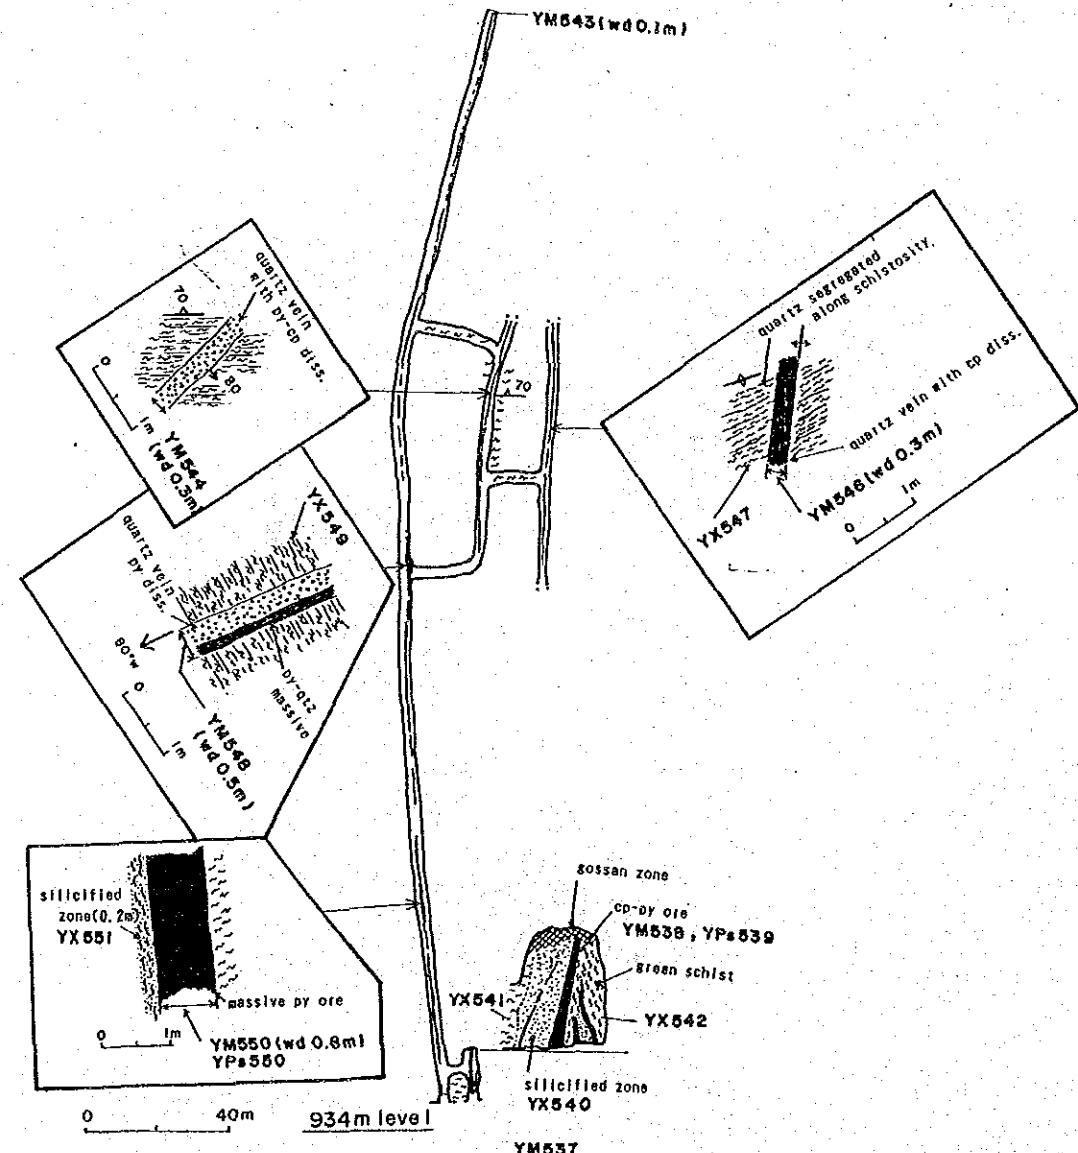 YM543(wd 0.1m)
quartz vein
with py-cp diss.
70
80
0
1m
YM544
(wd 0.3m)
70
quartz segregated
along schistosity.
quartz vein with cp diss.
YM546(wd 0.3m)
YX547
0
1m
YX549
quartz vein
py diss.
80°w
py-qtz
massive
0
1m
YM548
(wd 0.5m)
silicified
zone(0.2m)
YX551
massive py ore
0
1m
YM550(wd 0.8m)
YPs550
gossan zone
cp-py ore
YM538, YPs539
green schist
YX541
YX542
silicified zone
YX540
0
40m
934m level
YM537